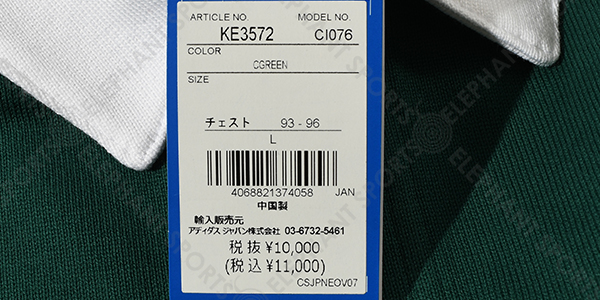 ARTICLE NO. MODEL NO.
KE3572 CI076
COLOR
CGREEN
SIZE
チェスト 93 - 96
L
4068821374058 JAN
中国製
輸入販売元
アディダス ジャパン株式会社 03-6732-5461
税抜 ¥10,000
(税込 ¥11,000)
CSJPNEOV07
ELEPHANT SPORTS